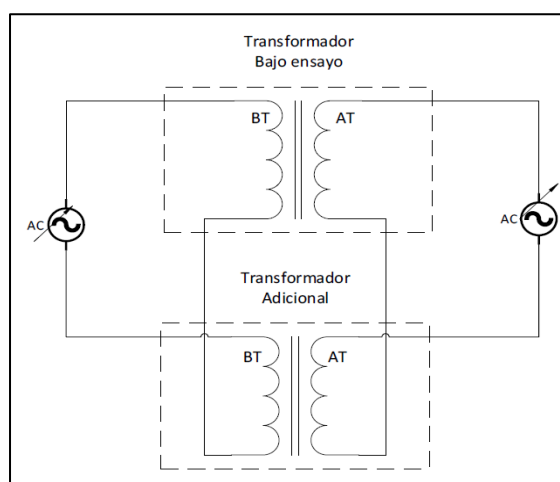 Transformador
Bajo ensayo
BT AT
AC AC
Transformador
Adicional
BT AT